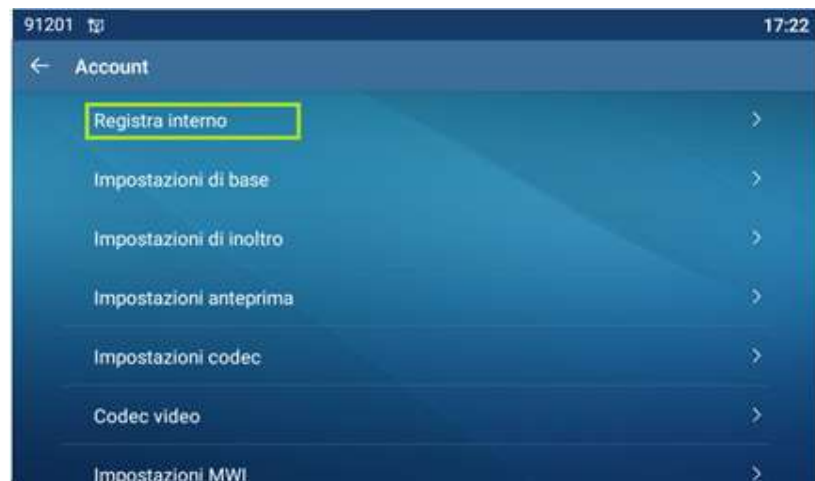 91201 17:22
Account
Registra interno
Impostazioni di base
Impostazioni di inoltro
Impostazioni anteprima
Impostazioni codec
Codec video
Impostazioni MWI